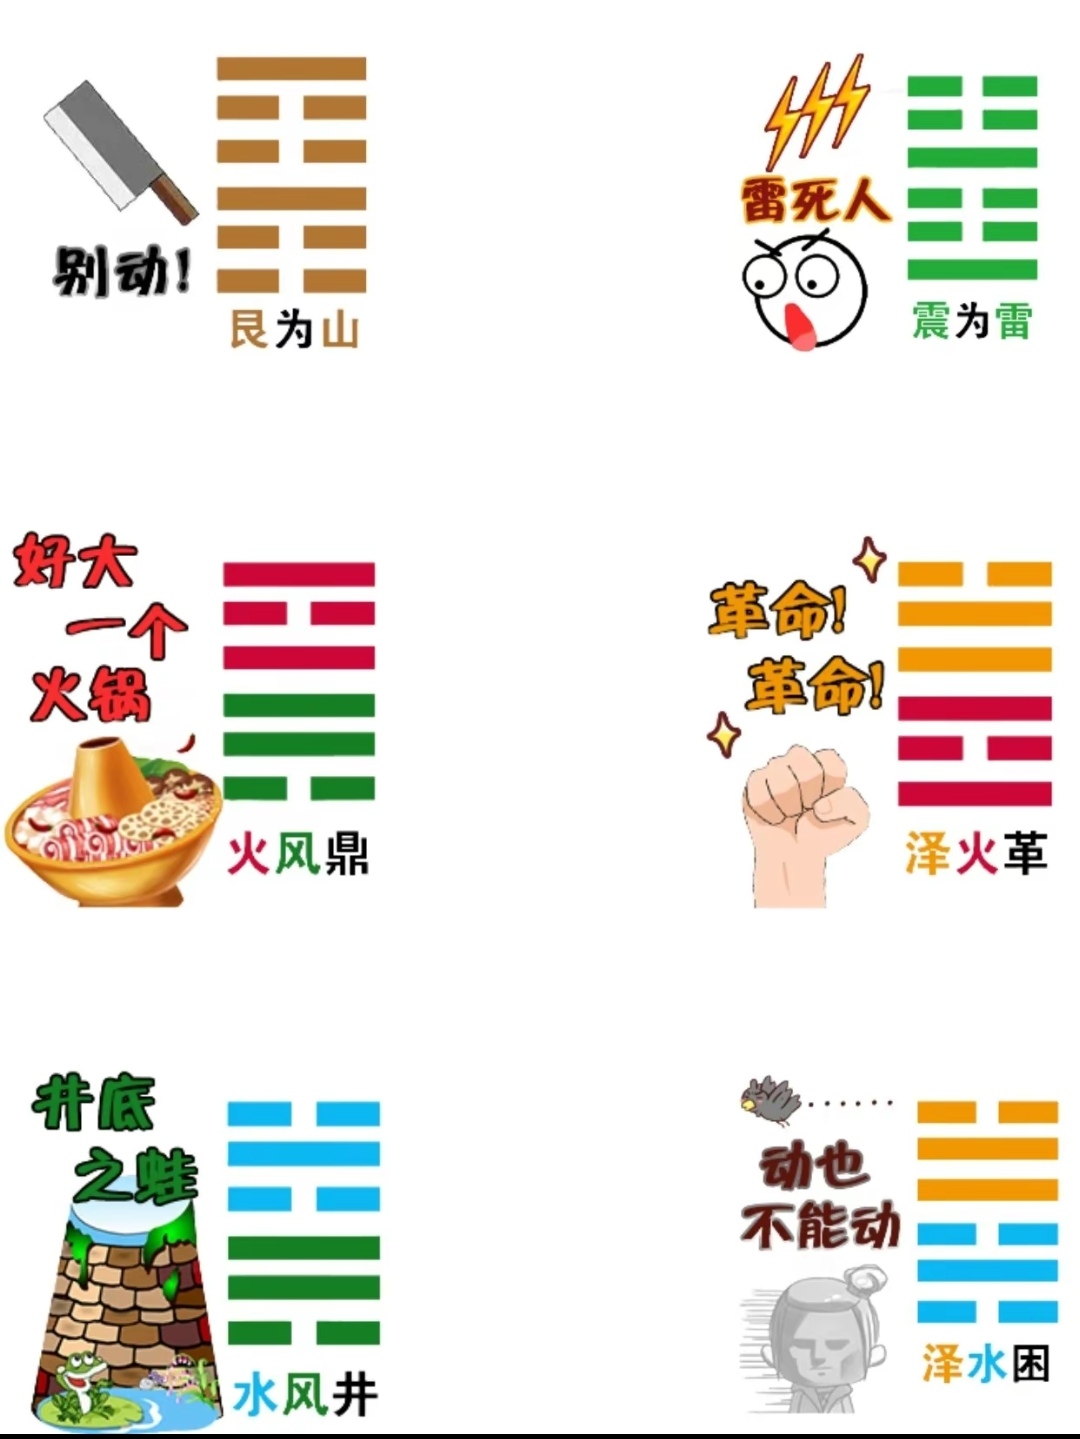 别动!
艮为山
雷死人
震为雷
好大
一个
火锅
火风鼎
革命!
革命!
泽火革
井底
之蛙
水风井
......
动也
不能动
泽水困